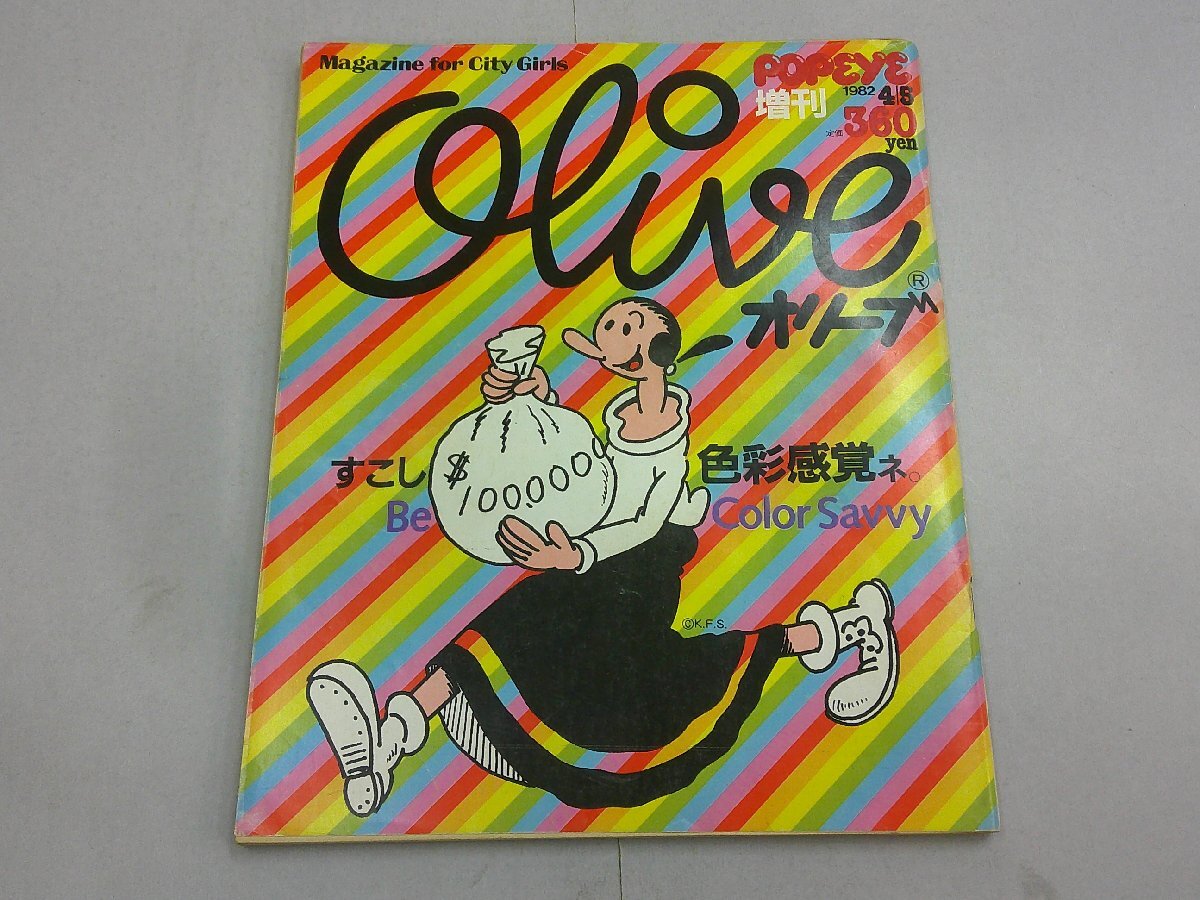 Magazine for City Girls
POPEYE
増刊
1982 4/5
定価 360
yen
Olive
®
オリーブ
すこし 色彩感覚ネ。
$
100.000
Be Color Savvy
©K.F.S.